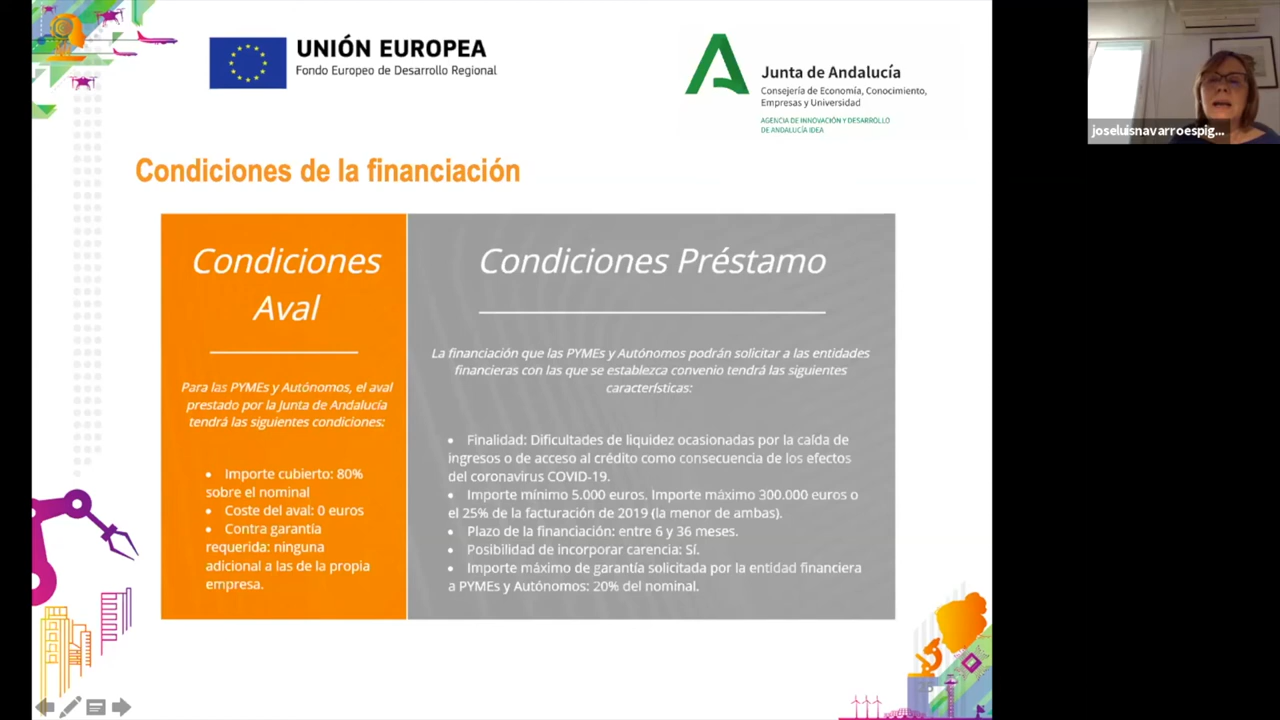 UNIÓN EUROPEA
Fondo Europeo de Desarrollo Regional
Junta de Andalucía
Consejería de Economía, Conocimiento,
Empresas y Universidad
AGENCIA DE INNOVACIÓN Y DESARROLLO
DE ANDALUCÍA IDEA
joseluisnavarroespig...
Condiciones de la financiación
Condiciones
Aval
Para las PYMEs y Autónomos, el aval
prestado por la Junta de Andalucía
tendrá las siguientes condiciones:
• Importe cubierto: 80%
sobre el nominal
• Coste del aval: 0 euros
• Contra garantía
requerida: ninguna
adicional a las de la propia
empresa.
Condiciones Préstamo
La financiación que las PYMEs y Autónomos podrán solicitar a las entidades
financieras con las que se establezca convenio tendrá las siguientes
características:
• Finalidad: Dificultades de liquidez ocasionadas por la caída de
ingresos o de acceso al crédito como consecuencia de los efectos
del coronavirus COVID-19.
• Importe mínimo 5.000 euros. Importe máximo 300.000 euros o
el 25% de la facturación de 2019 (la menor de ambas).
• Plazo de la financiación: entre 6 y 36 meses.
• Posibilidad de incorporar carencia: Sí.
• Importe máximo de garantía solicitada por la entidad financiera
a PYMEs y Autónomos: 20% del nominal.